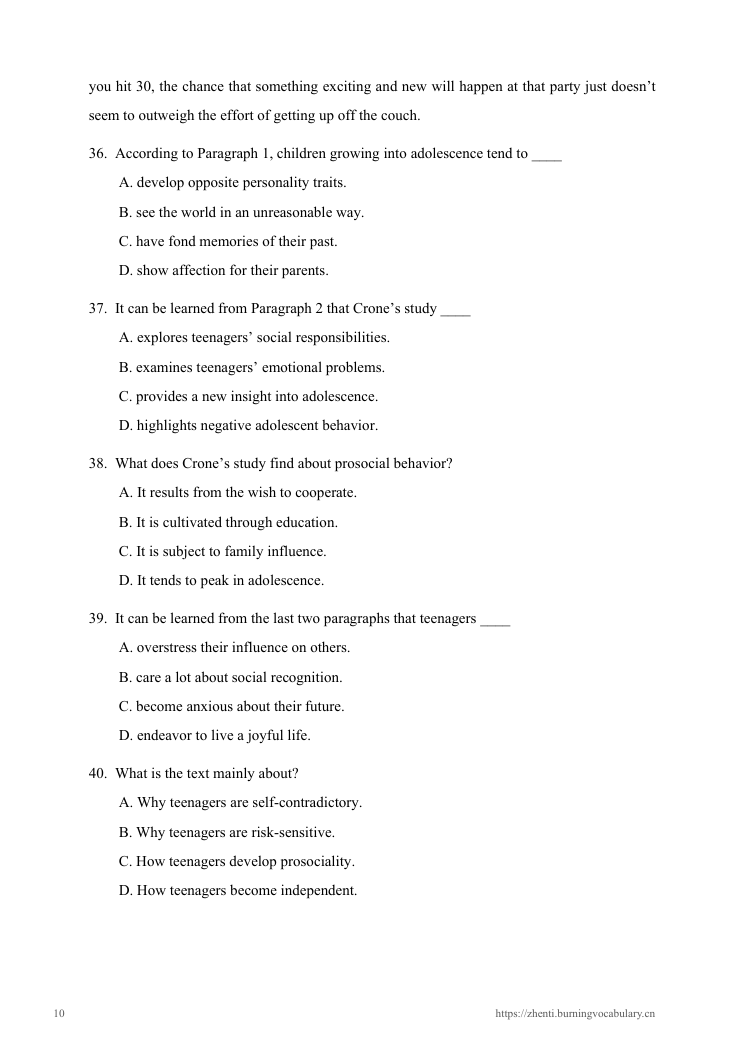 you hit 30, the chance that something exciting and new will happen at that party just doesn’t
seem to outweigh the effort of getting up off the couch.
36. According to Paragraph 1, children growing into adolescence tend to ____
A. develop opposite personality traits.
B. see the world in an unreasonable way.
C. have fond memories of their past.
D. show affection for their parents.
37. It can be learned from Paragraph 2 that Crone’s study ____
A. explores teenagers’ social responsibilities.
B. examines teenagers’ emotional problems.
C. provides a new insight into adolescence.
D. highlights negative adolescent behavior.
38. What does Crone’s study find about prosocial behavior?
A. It results from the wish to cooperate.
B. It is cultivated through education.
C. It is subject to family influence.
D. It tends to peak in adolescence.
39. It can be learned from the last two paragraphs that teenagers ____
A. overstress their influence on others.
B. care a lot about social recognition.
C. become anxious about their future.
D. endeavor to live a joyful life.
40. What is the text mainly about?
A. Why teenagers are self-contradictory.
B. Why teenagers are risk-sensitive.
C. How teenagers develop prosociality.
D. How teenagers become independent.
10 https://zhenti.burningvocabulary.cn